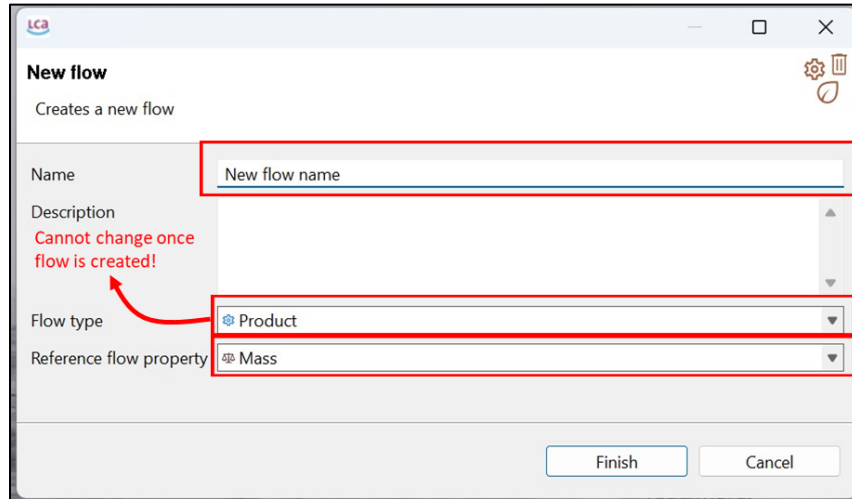 LCA
New flow
Creates a new flow
Name
New flow name
Description
Cannot change once
flow is created!
Flow type
Product
Reference flow property
Mass
Finish
Cancel